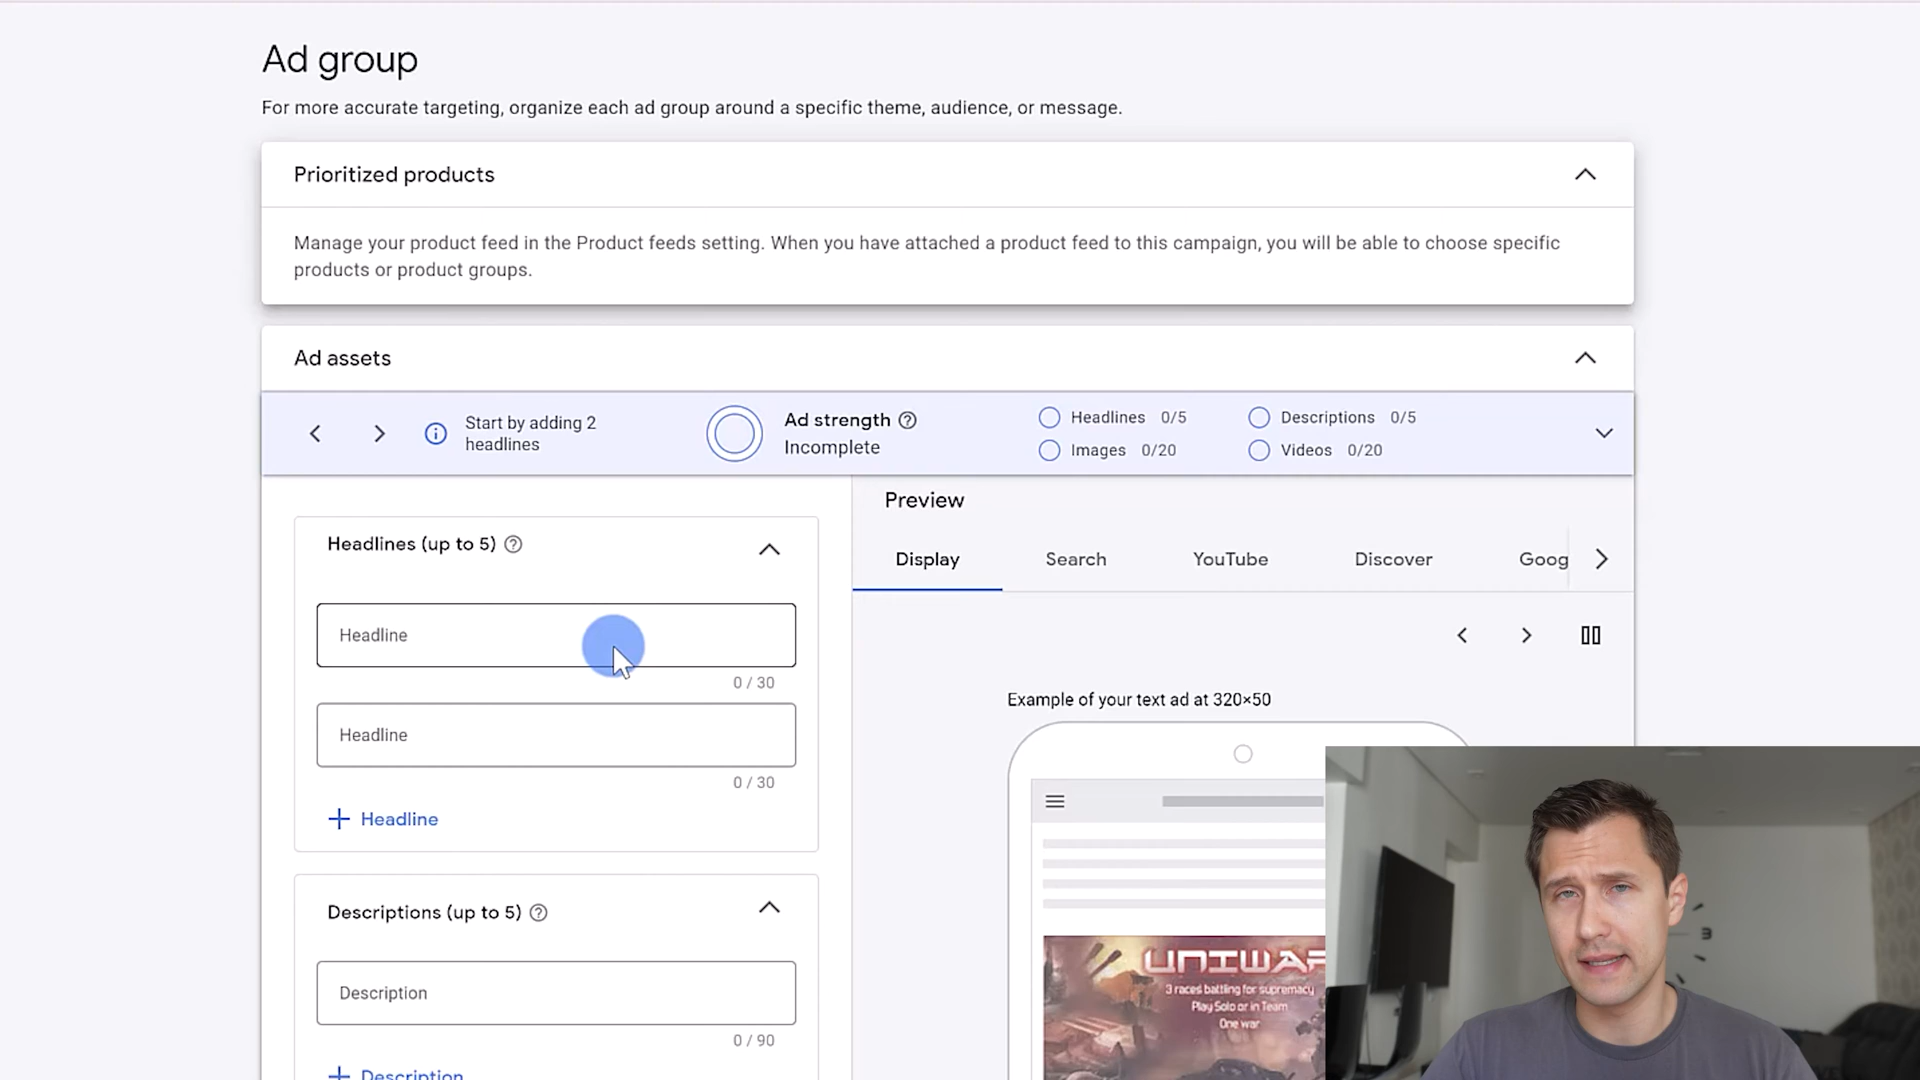 Ad group
For more accurate targeting, organize each ad group around a specific theme, audience, or message.
Prioritized products
Manage your product feed in the Product feeds setting. When you have attached a product feed to this campaign, you will be able to choose specific
products or product groups.
Ad assets
Start by adding 2
headlines
Ad strength
Incomplete
Headlines 0/5
Descriptions 0/5
Images 0/20
Videos 0/20
Headlines (up to 5)
Headline
0 / 30
Headline
0 / 30
+ Headline
Descriptions (up to 5)
Description
0 / 90
+ Description
Preview
Display
Search
YouTube
Discover
Goog
Example of your text ad at 320×50
UNIWAR
3 races battling for supremacy
Play Solo or in Team
One war
3